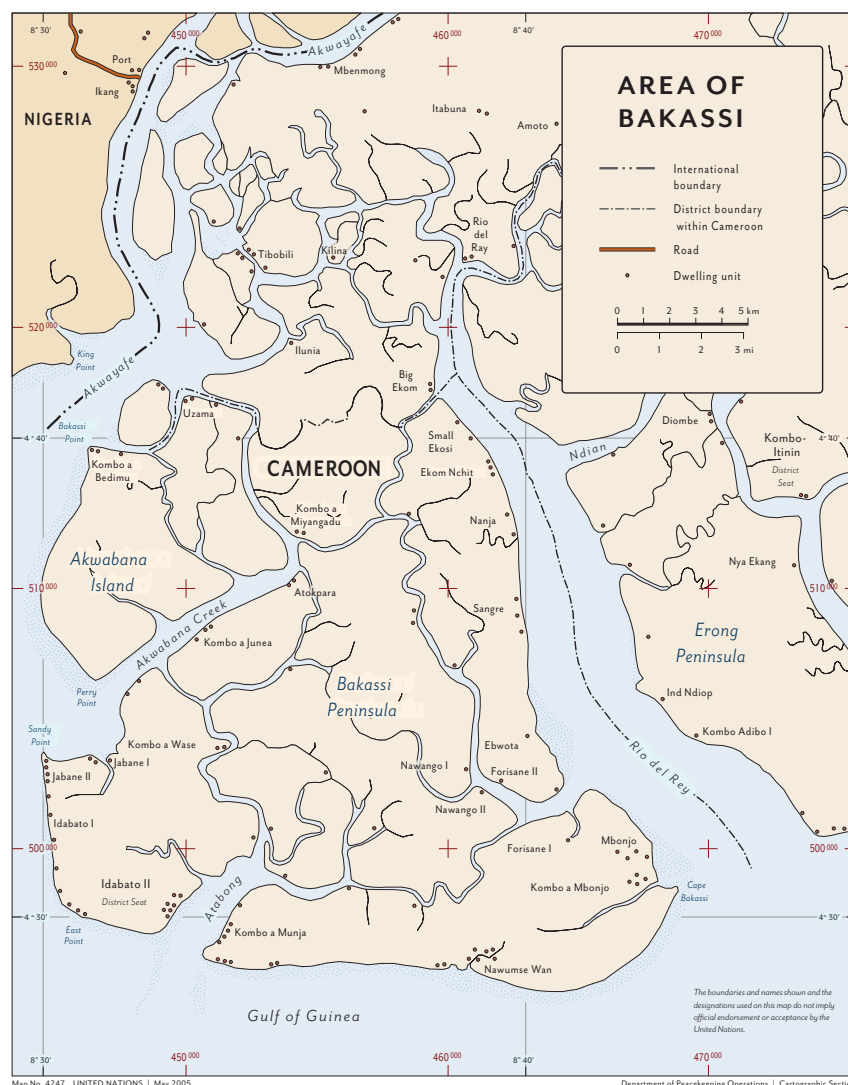 8° 30'
450 000
460 000
8° 40'
470 000
Akwayafe
530 000
Port
Ikang
Mbenmong
NIGERIA
Itabuna
Amoto
AREA OF
BAKASSI
International
boundary
District boundary
within Cameroon
Road
Dwelling unit
0 1 2 3 4 5 km
0 1 2 3 mi
Rio
del
Ray
Tibobili
Kilina
520 000
King
Point
Akwayafe
Ilunia
Big
Ekom
Uzama
Bakassi
Point
4° 40'
Small
Ekosi
Ndian
Diombe
Kombo-
Itinin
District
Seat
4° 40'
Kombo a
Bedimu
CAMEROON
Ekom Nchit
Kombo a
Miyangadu
Nanja
Akwabana
Island
Nya Ekang
510 000
Atokpara
510 000
Akwabana Creek
Sangre
Kombo a Junea
Erong
Peninsula
Bakassi
Peninsula
Perry
Point
Ind Ndiop
Sandy
Point
Kombo a Wase
Ebwota
Kombo Adibo I
Rio del Rey
Jabane I
Jabane II
Nawango I
Forisane II
Nawango II
Idabato I
500 000
Forisane I
Mbonjo
500 000
Idabato II
District Seat
Kombo a Mbonjo
Cape
Bakassi
Atabong
4° 30'
4° 30'
East
Point
Kombo a Munja
Nawumse Wan
Gulf of Guinea
The boundaries and names shown and the
designations used on this map do not imply
official endorsement or acceptance by the
United Nations.
8° 30'
450 000
460 000
8° 40'
470 000
Map No. 4247 UNITED NATIONS | May 2005
Department of Peacekeeping Operations | Cartographic Section